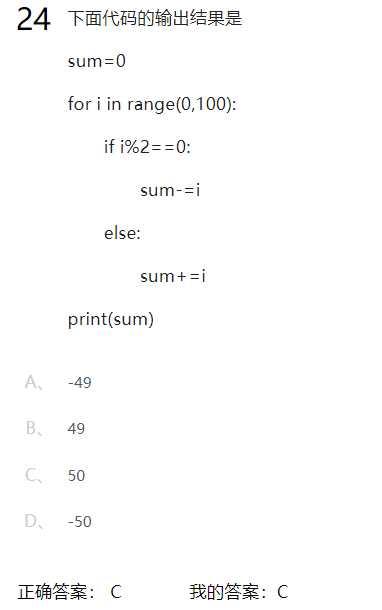 24 下面代码的输出结果是
sum=0
for i in range(0,100):
if i%2==0:
sum-=i
else:
sum+=i
print(sum)
A、 -49
B、 49
C、 50
D、 -50
正确答案： C 我的答案：C